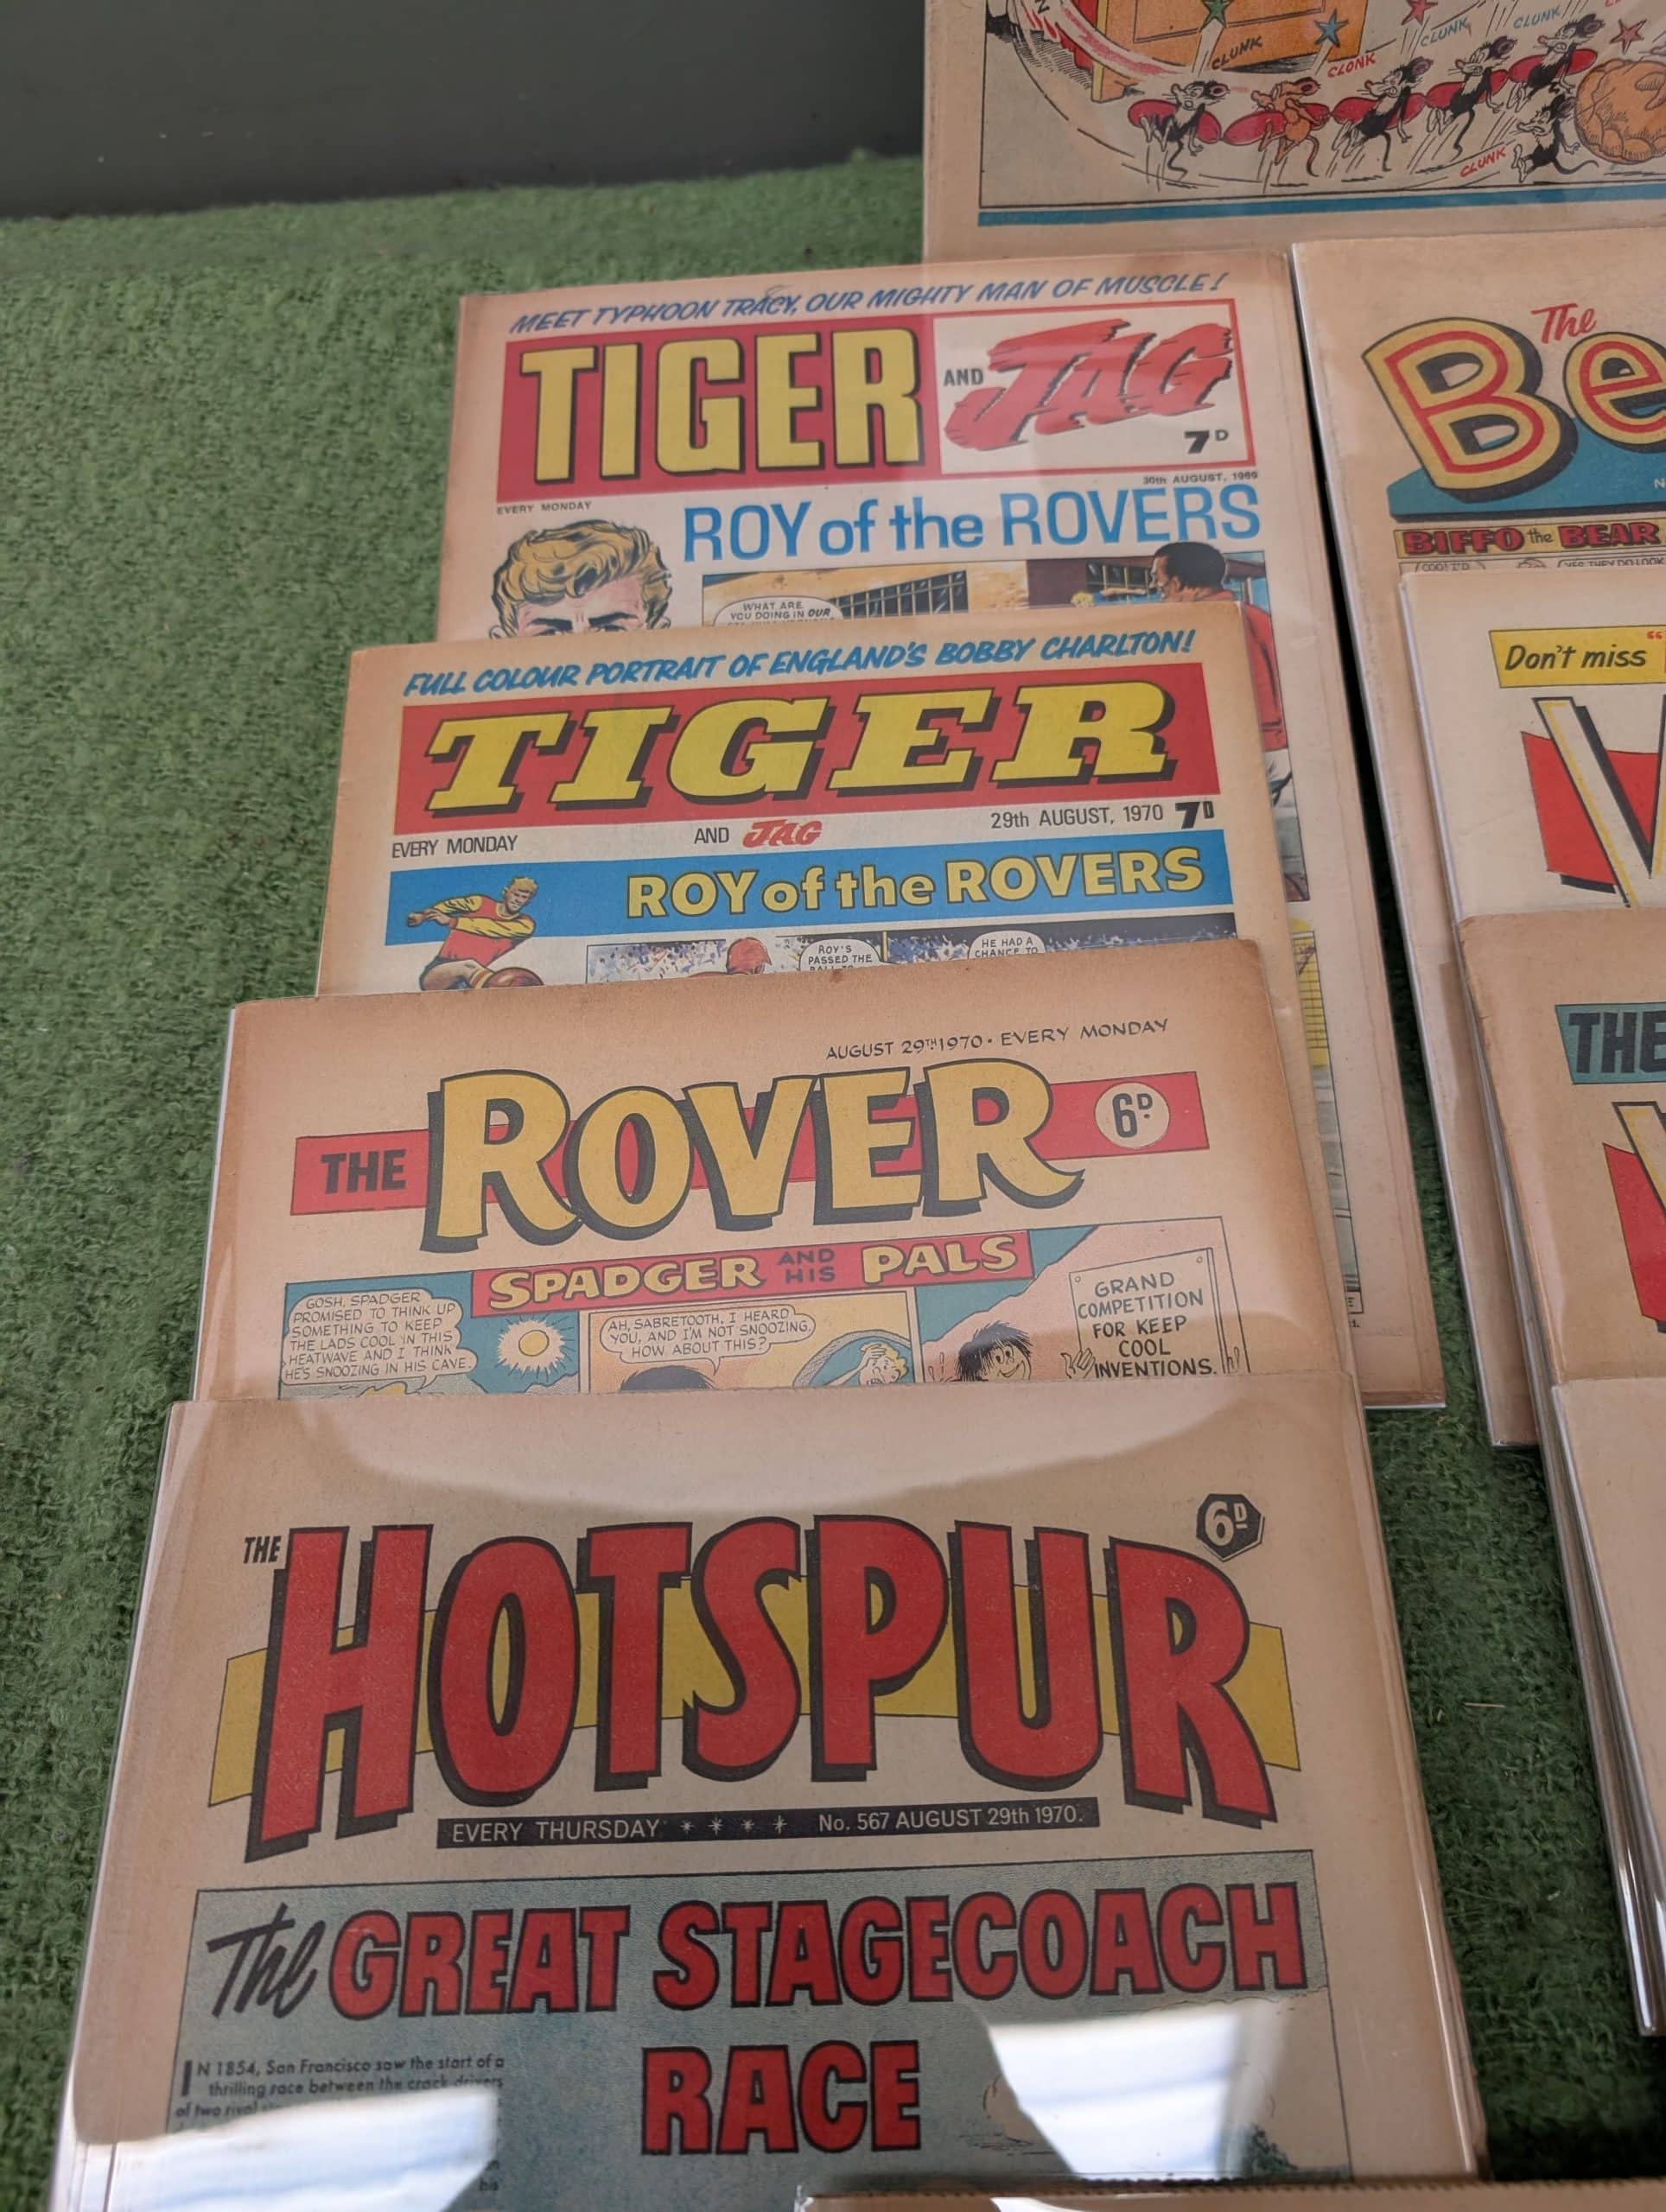 CLUNK
CLONK
CLUNK
CLUNK
CLUNK
MEET TYPHOON TRACY, OUR MIGHTY MAN OF MUSCLE!
TIGER AND JAG
7D
EVERY MONDAY
30th AUGUST, 1969
ROY of the ROVERS
WHAT ARE
YOU DOING IN OUR
FULL COLOUR PORTRAIT OF ENGLAND'S BOBBY CHARLTON!
TIGER
EVERY MONDAY AND JAG 29th AUGUST, 1970 7D
ROY of the ROVERS
ROY'S
PASSED THE
HE HAD A
CHANCE TO
AUGUST 29TH 1970 · EVERY MONDAY
THE ROVER 6D.
SPADGER AND HIS PALS
GOSH, SPADGER
PROMISED TO THINK UP
SOMETHING TO KEEP
THE LADS COOL IN THIS
HEATWAVE AND I THINK
HE'S SNOOZING IN HIS CAVE.
AH, SABRETOOTH, I HEARD
YOU, AND I'M NOT SNOOZING.
HOW ABOUT THIS?
GRAND
COMPETITION
FOR KEEP
COOL
INVENTIONS.
THE HOTSPUR 6D
EVERY THURSDAY * * * * No. 567 AUGUST 29th 1970.
The GREAT STAGECOACH
RACE
IN 1854, San Francisco saw the start of a
thrilling race between the crack drivers
of two rival
The
Be
BIFFO the BEAR
Don't miss "
THE